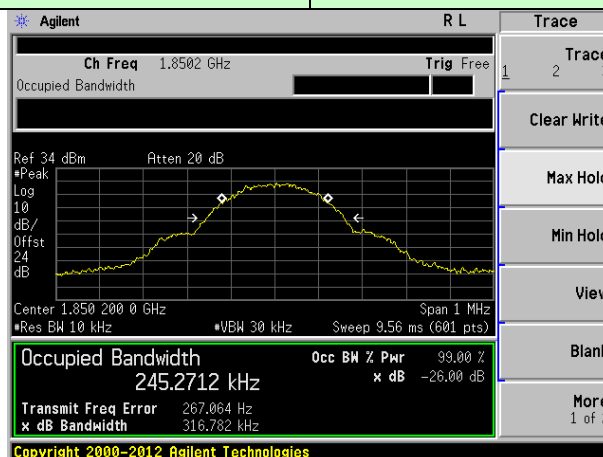 Agilent R L Trace
Ch Freq 1.8502 GHz Trig Free
Occupied Bandwidth
Trace
1 2
Clear Write
Max Hold
Min Hold
View
Blank
More
1 of
Ref 34 dBm Atten 20 dB
#Peak
Log
10
dB/
Offst
24
dB
Center 1.850 200 0 GHz Span 1 MHz
#Res BW 10 kHz #VBW 30 kHz Sweep 9.56 ms (601 pts)
Occupied Bandwidth Occ BW % Pwr 99.00 %
245.2712 kHz x dB -26.00 dB
Transmit Freq Error 267.064 Hz
x dB Bandwidth 316.782 kHz
Copyright 2000-2012 Agilent Technologies